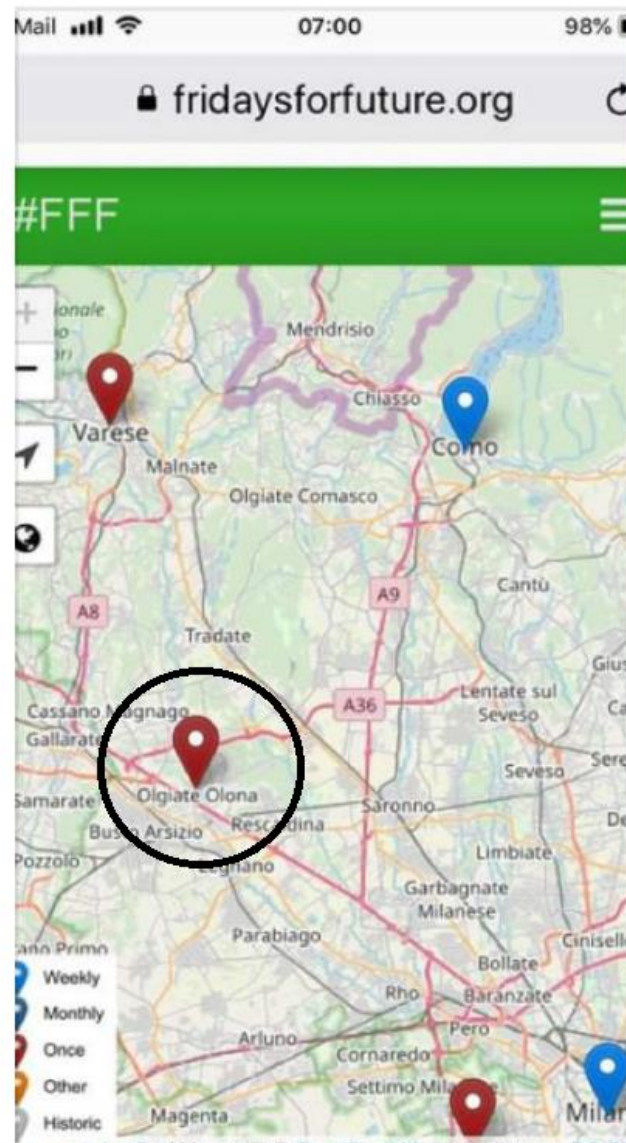 Mail 07:00 98%
fridaysforfuture.org
#FFF
Mendrisio
Chiasso
Varese
Como
Malnate
Olgiate Comasco
A8
A9
Cantù
Tradate
A36
Lentate sul
Seveso
Cassano Magnago
Gallarate
Seveso
Samarate
Olgiate Olona
Saronno
Busto Arsizio
Rescaldina
Legnano
Limbiate
Pozzolo
Garbagnate
Milanese
Parabiago
Bollate
Weekly
Rho
Baranzate
Monthly
Pero
Arluno
Once
Cornaredo
Other
Magenta
Historic